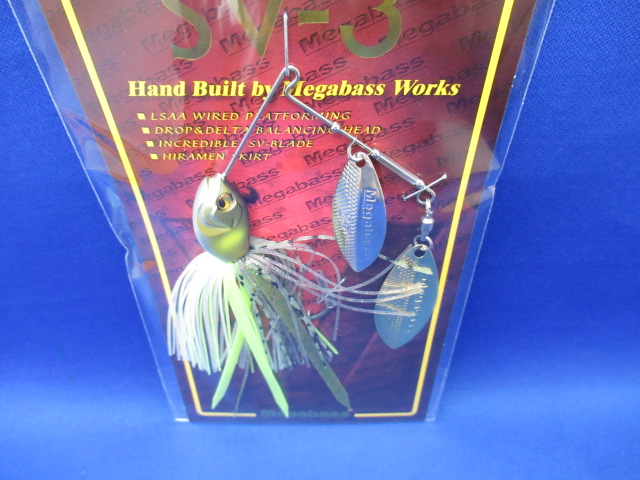 SV-3
Hand Built by Megabass Works
LSAA WIRED PLATFORMING
DROP&DELTA BALANCING HEAD
INCREDIBLE SV-BLADE
HIRAMEN SKIRT
Megabass
Megabass